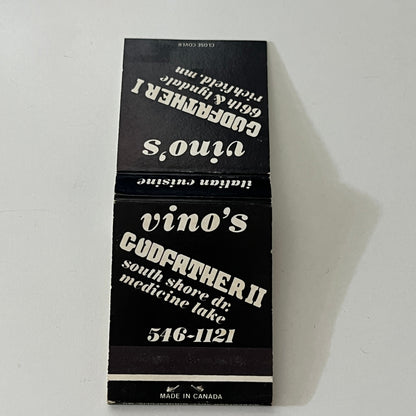 CLOSE COVER
vino's
GODFATHER I
66th & lyndale
richfield, mn
italian cuisine
vino's
GODFATHER II
south shore dr.
medicine lake
546-1121
MADE IN CANADA